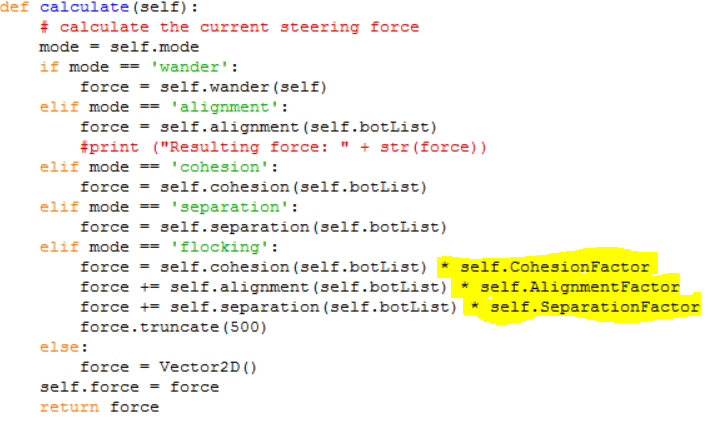 def calculate(self):
    # calculate the current steering force
    mode = self.mode
    if mode == 'wander':
        force = self.wander(self)
    elif mode == 'alignment':
        force = self.alignment(self.botList)
        #print ("Resulting force: " + str(force))
    elif mode == 'cohesion':
        force = self.cohesion(self.botList)
    elif mode == 'separation':
        force = self.separation(self.botList)
    elif mode == 'flocking':
        force = self.cohesion(self.botList) * self.CohesionFactor
        force += self.alignment(self.botList) * self.AlignmentFactor
        force += self.separation(self.botList) * self.SeparationFactor
        force.truncate(500)
    else:
        force = Vector2D()
    self.force = force
    return force